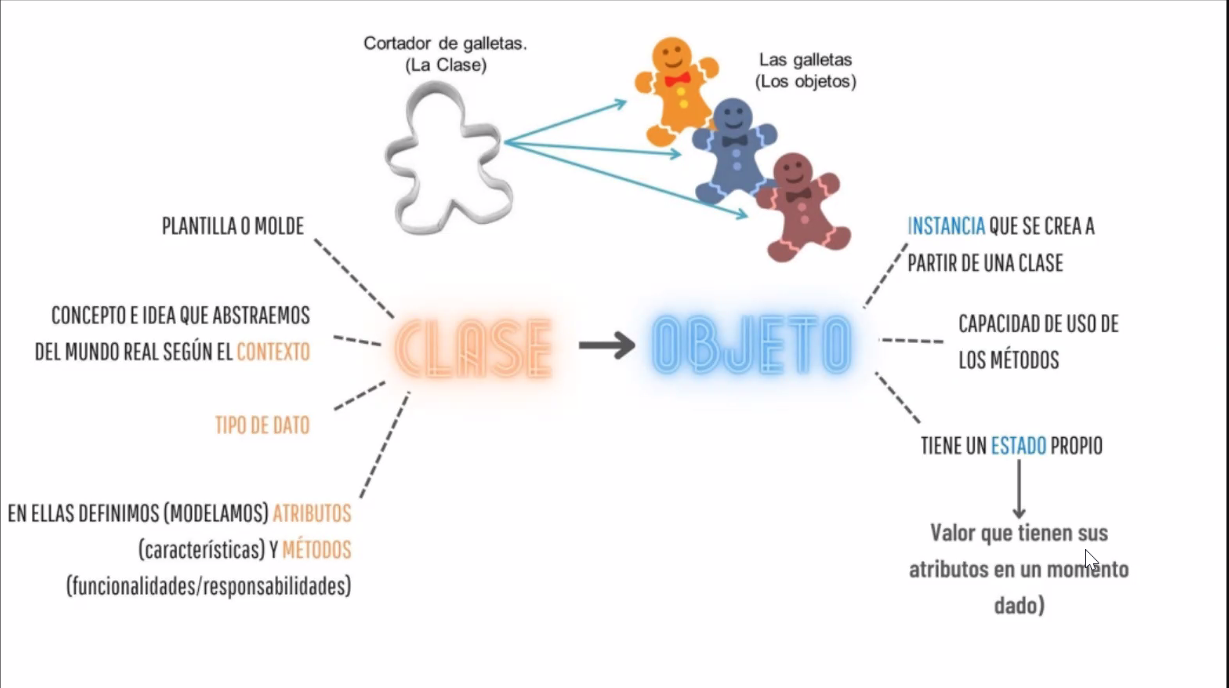 Cortador de galletas.
(La Clase)
Las galletas
(Los objetos)
PLANTILLA O MOLDE
CONCEPTO E IDEA QUE ABSTRAEMOS
DEL MUNDO REAL SEGÚN EL CONTEXTO
TIPO DE DATO
EN ELLAS DEFINIMOS (MODELAMOS) ATRIBUTOS
(características) Y MÉTODOS
(funcionalidades/responsabilidades)
CLASE
OBJETO
INSTANCIA QUE SE CREA A
PARTIR DE UNA CLASE
CAPACIDAD DE USO DE
LOS MÉTODOS
TIENE UN ESTADO PROPIO
Valor que tienen sus
atributos en un momento
dado)